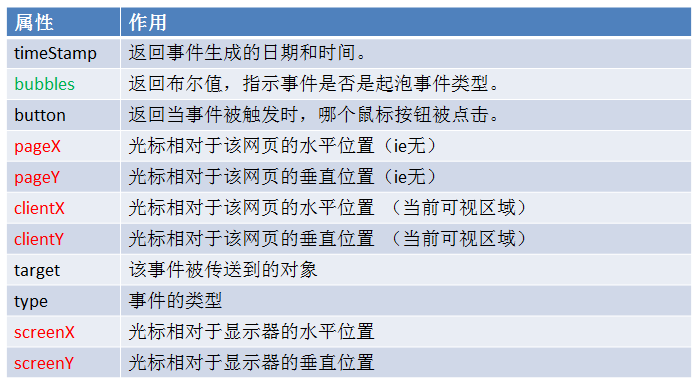 属性 作用
timeStamp 返回事件生成的日期和时间。
bubbles 返回布尔值，指示事件是否是起泡事件类型。
button 返回当事件被触发时，哪个鼠标按钮被点击。
pageX 光标相对于该网页的水平位置（ie无）
pageY 光标相对于该网页的垂直位置（ie无）
clientX 光标相对于该网页的水平位置 （当前可视区域）
clientY 光标相对于该网页的垂直位置 （当前可视区域）
target 该事件被传送到的对象
type 事件的类型
screenX 光标相对于显示器的水平位置
screenY 光标相对于显示器的垂直位置